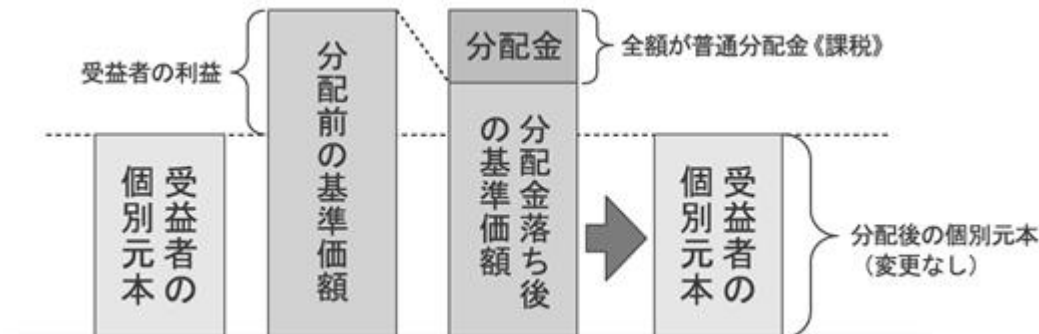 受益者の利益
受益者の
個別元本
分配前の基準価額
分配金
全額が普通分配金《課税》
分配金落ち後
の基準価額
受益者の
個別元本
分配後の個別元本
（変更なし）